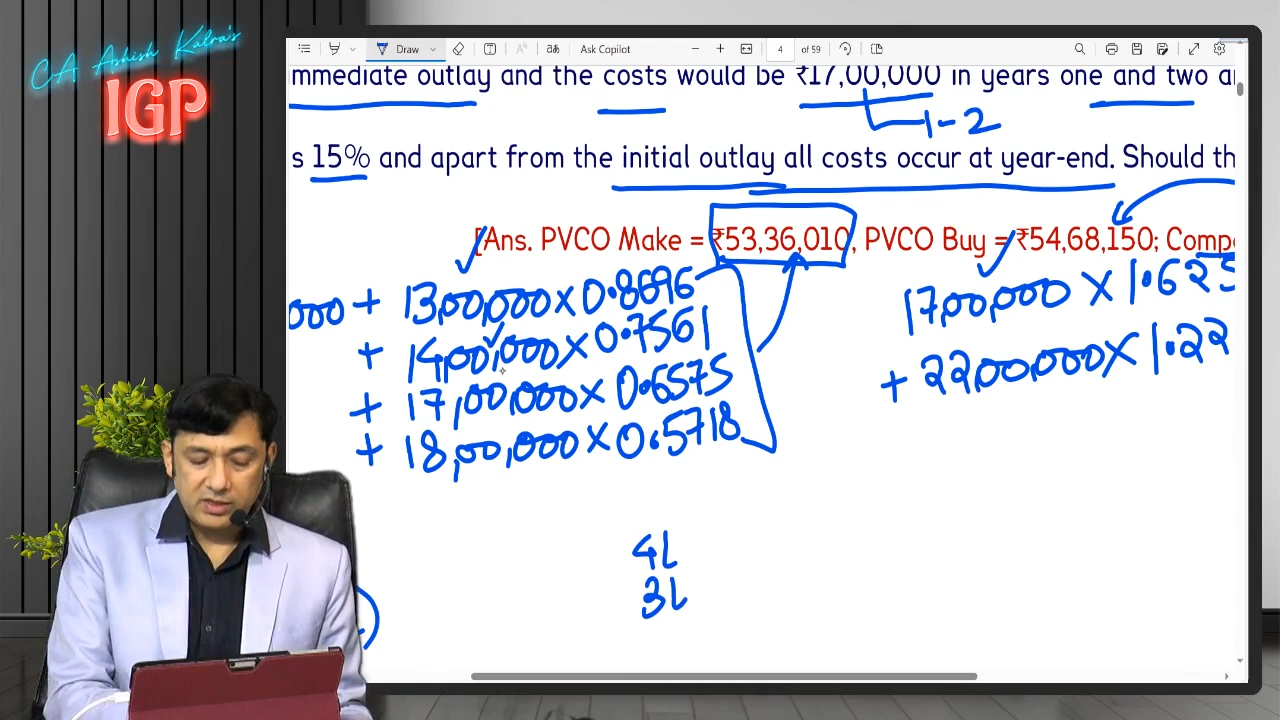 CA Ashish Kalra's
IGP
Draw
aあ
Ask Copilot
4 of 59
mmediate outlay and the costs would be ₹17,00,000 in years one and two a
1-2
s 15% and apart from the initial outlay all costs occur at year-end. Should th
[Ans. PVCO Make = ₹53,36,010, PVCO Buy = ₹54,68,150; Comp
000 + 13,00,000 × 0.8696
+ 14,00,000 × 0.7561
+ 17,00,000 × 0.6575
+ 18,00,000 × 0.5718
17,00,000 × 1.625
+ 22,00,000 × 1.22
4L
3L